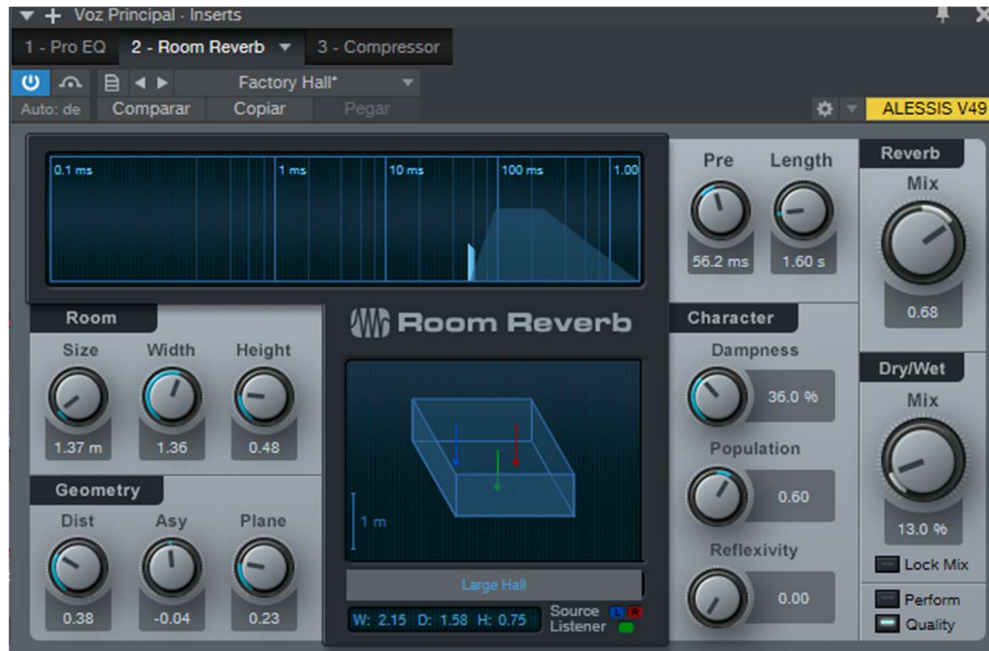 Voz Principal - Inserts
1 - Pro EQ 2 - Room Reverb 3 - Compressor
Factory Hall*
Auto: de Comparar Copiar Pegar ALESSIS V49
0.1 ms 1 ms 10 ms 100 ms 1.00
Pre Length
56.2 ms 1.60 s
Reverb
Mix
0.68
Room
Size Width Height
1.37 m 1.36 0.48
Room Reverb
1 m
Large Hall
W: 2.15 D: 1.58 H: 0.75
Source L R
Listener
Geometry
Dist Asy Plane
0.38 -0.04 0.23
Character
Dampness
36.0 %
Population
0.60
Reflexivity
0.00
Dry/Wet
Mix
13.0 %
Lock Mix
Perform
Quality